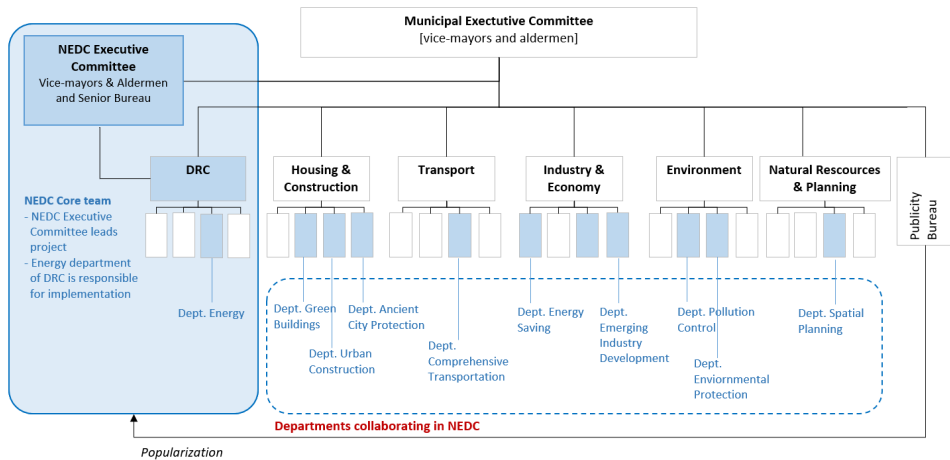 Municipal Exectutive Committee
[vice-mayors and aldermen]
NEDC Executive
Committee
Vice-mayors & Aldermen
and Senior Bureau
DRC
Housing &
Construction
Transport
Industry &
Economy
Environment
Natural Rescources
& Planning
Publicity
Bureau
NEDC Core team
- NEDC Executive
Committee leads
project
- Energy department
of DRC is responsible
for implementation
Dept. Energy
Dept. Green
Buildings
Dept. Ancient
City Protection
Dept. Urban
Construction
Dept.
Comprehensive
Transportation
Dept. Energy
Saving
Dept.
Emerging
Industry
Development
Dept. Pollution
Control
Dept.
Enviornmental
Protection
Dept. Spatial
Planning
Departments collaborating in NEDC
Popularization